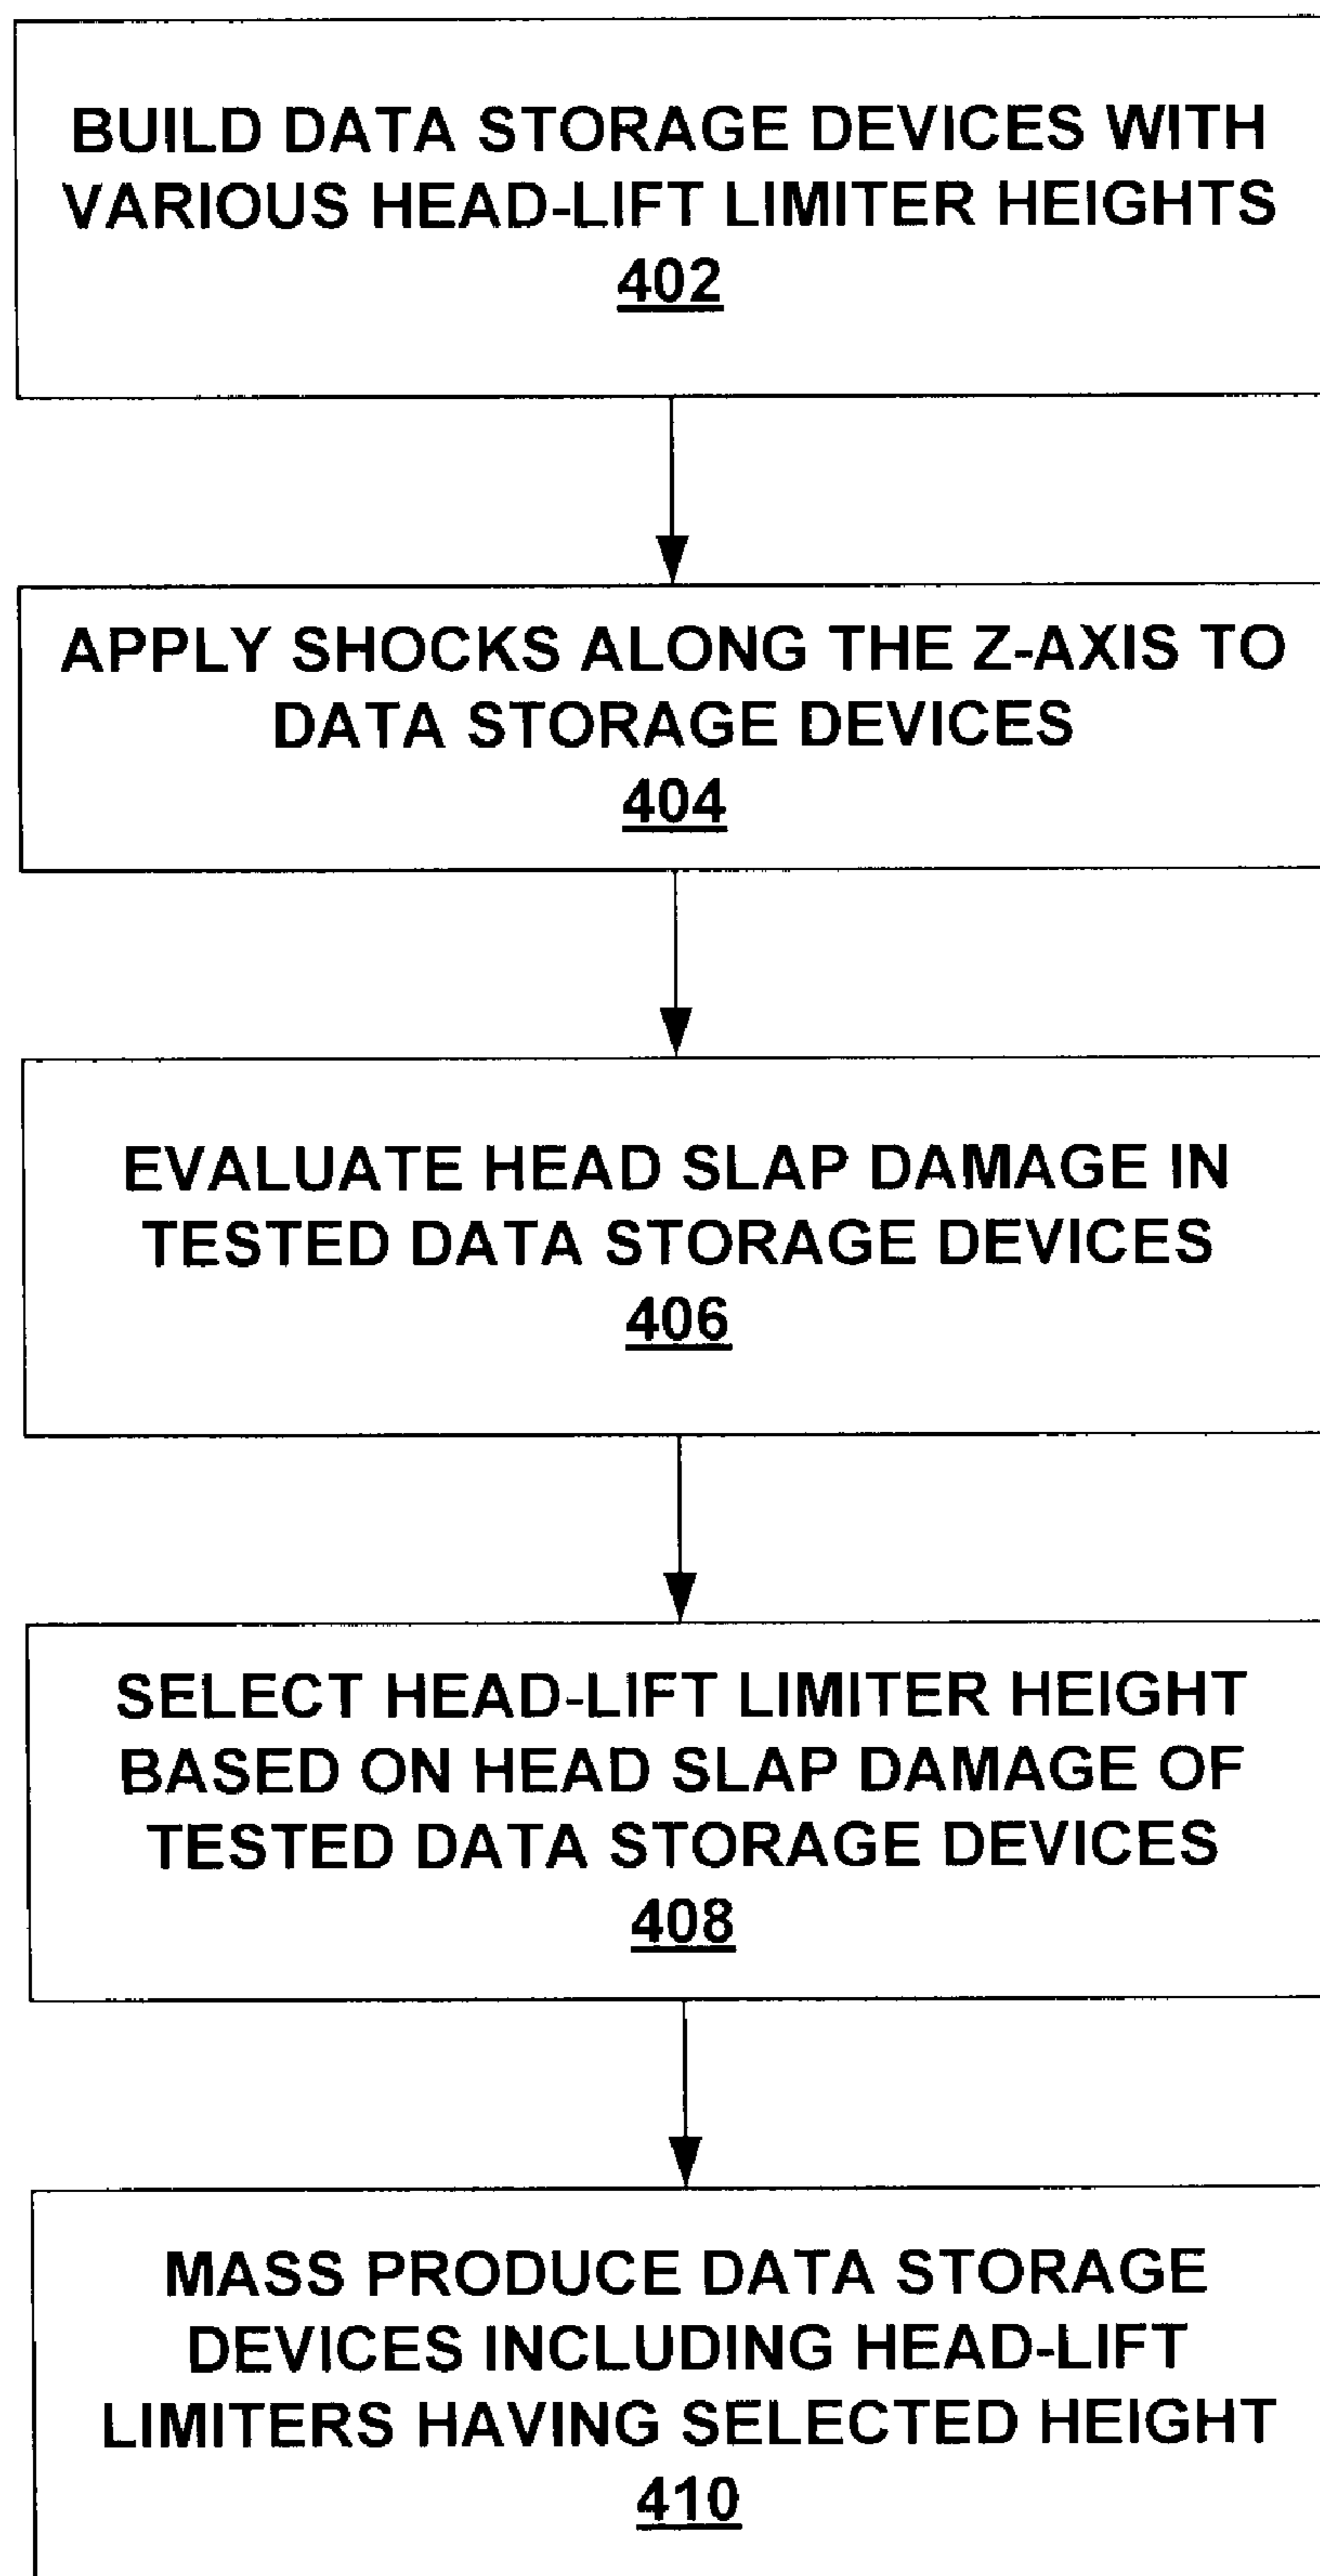 BUILD DATA STORAGE DEVICES WITH
VARIOUS HEAD-LIFT LIMITER HEIGHTS
402
APPLY SHOCKS ALONG THE Z-AXIS TO
DATA STORAGE DEVICES
404
EVALUATE HEAD SLAP DAMAGE IN
TESTED DATA STORAGE DEVICES
406
SELECT HEAD-LIFT LIMITER HEIGHT
BASED ON HEAD SLAP DAMAGE OF
TESTED DATA STORAGE DEVICES
408
MASS PRODUCE DATA STORAGE
DEVICES INCLUDING HEAD-LIFT
LIMITERS HAVING SELECTED HEIGHT
410